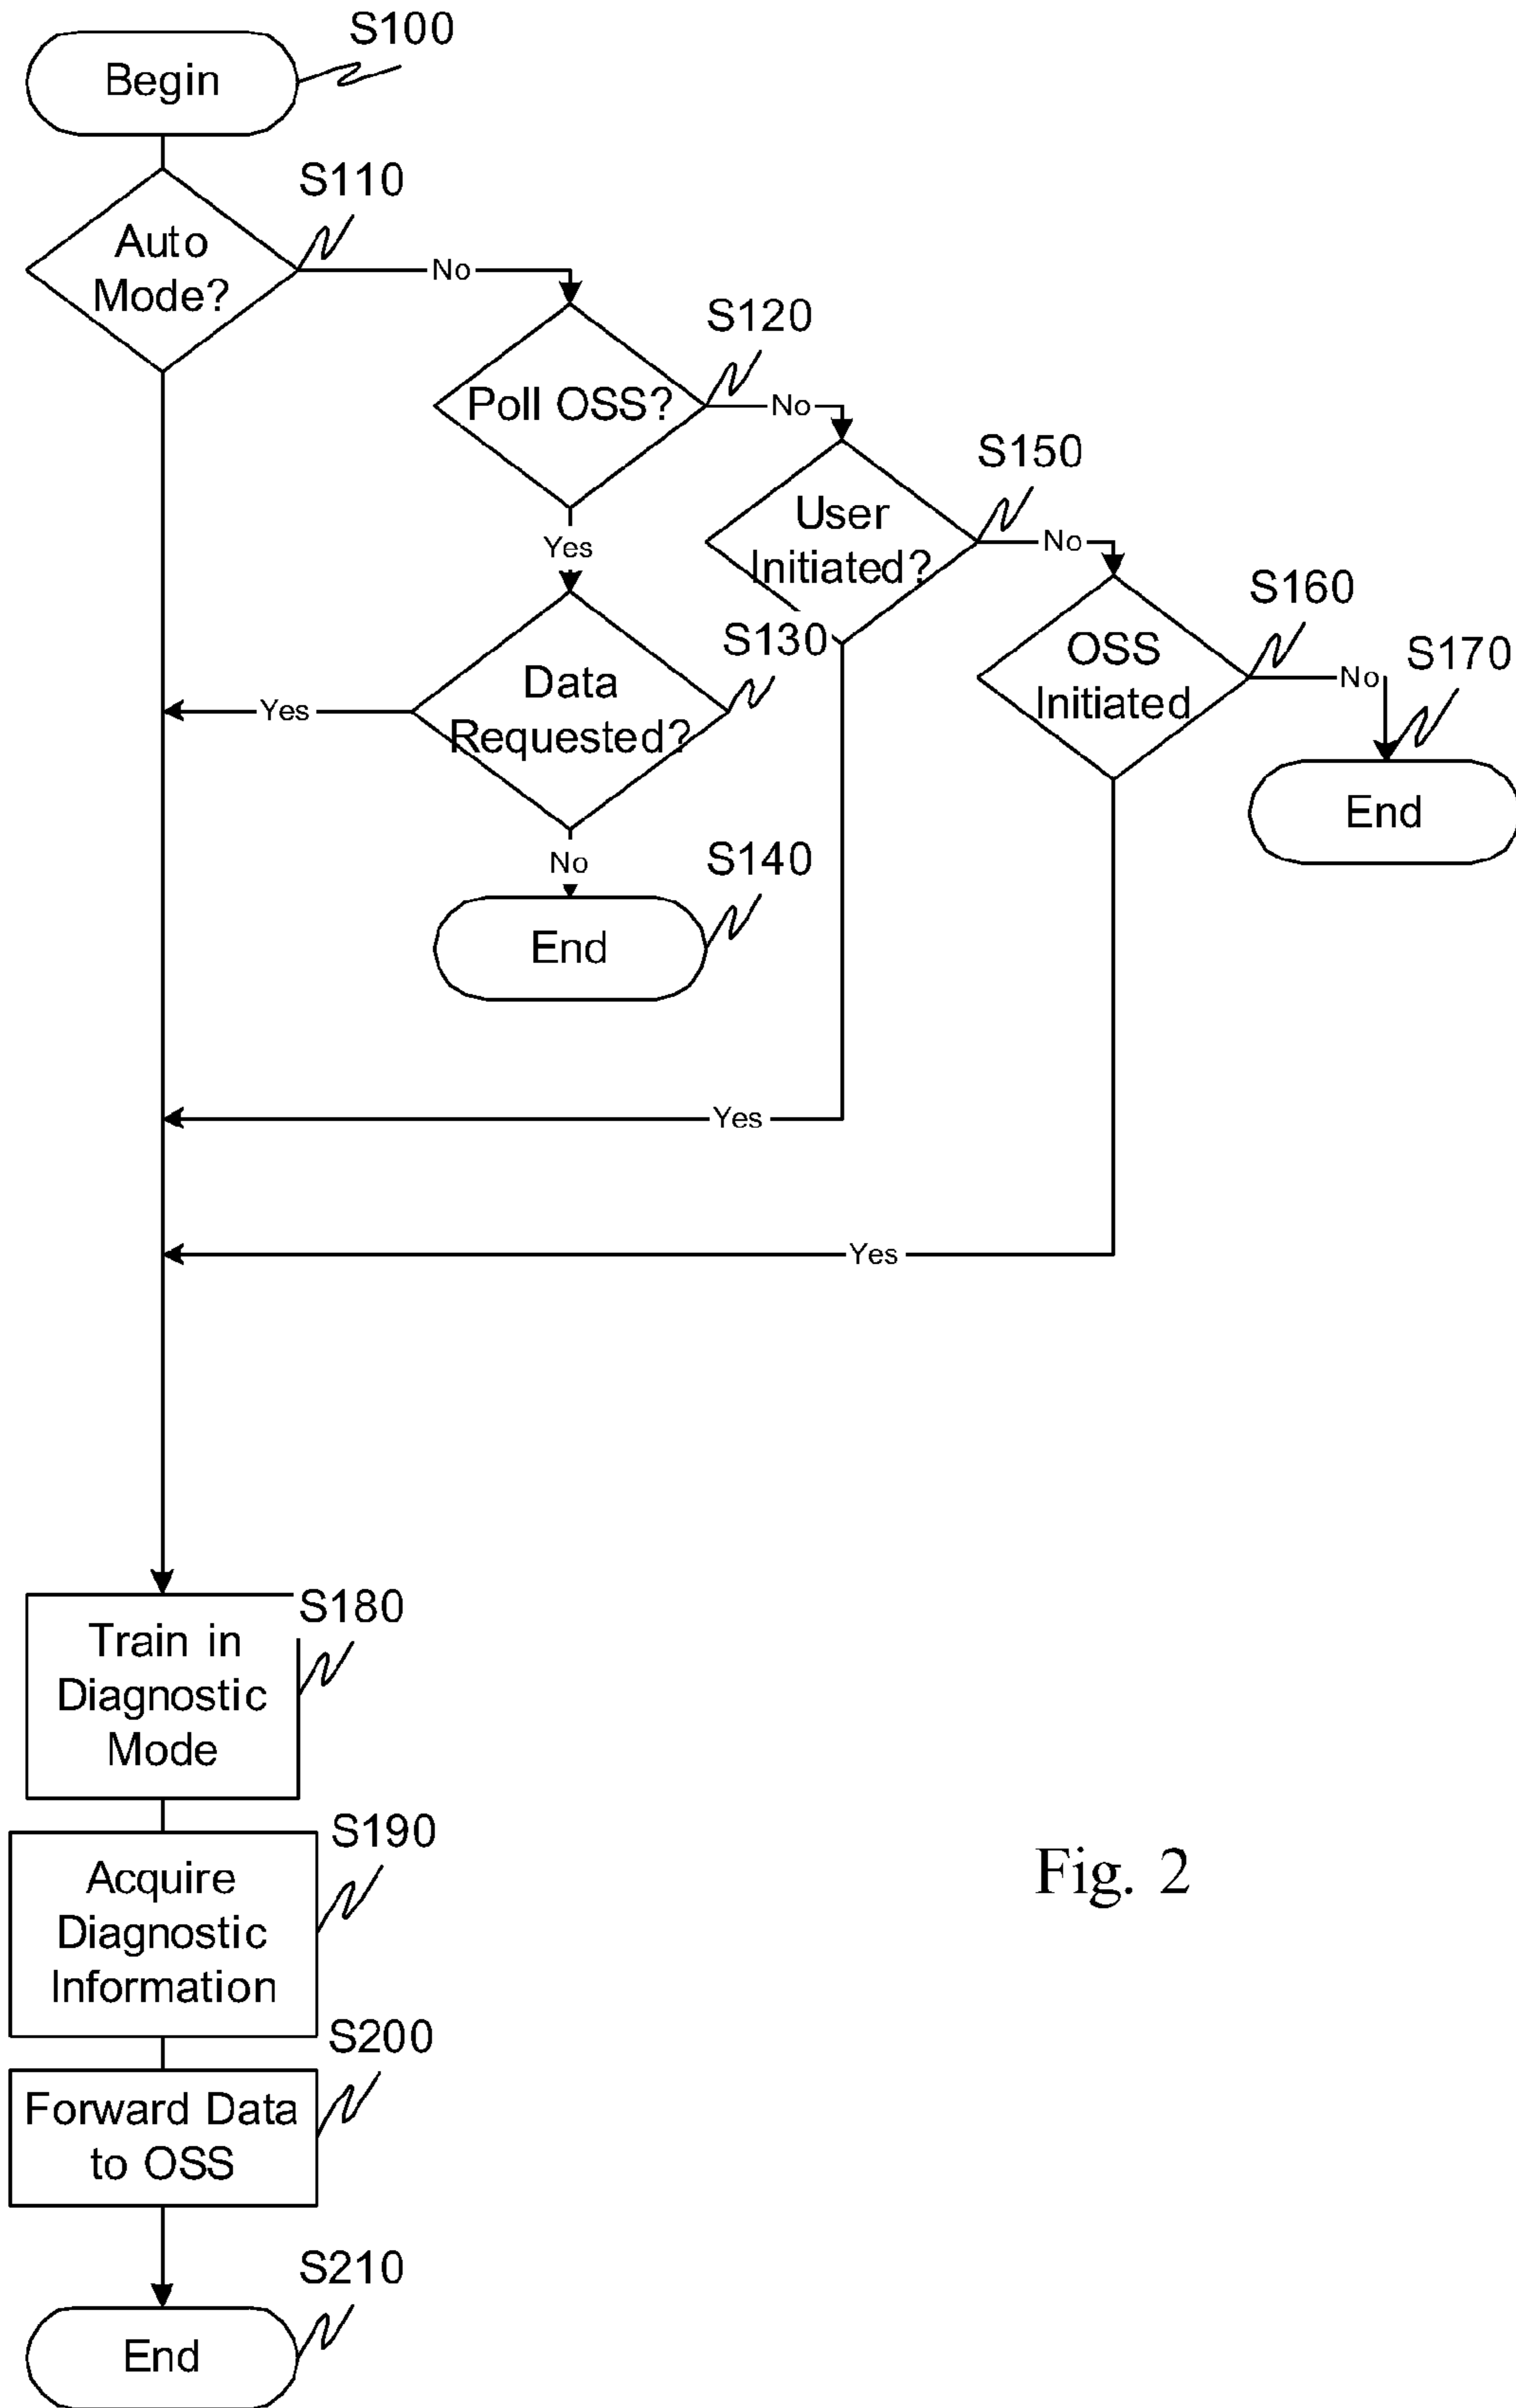 S100
Begin
S110
Auto
Mode?
No
S120
Poll OSS?
No
S150
User
Initiated?
No
Yes
S160
OSS
Initiated
No
S170
End
S130
Data
Requested?
Yes
No
S140
End
Yes
Yes
S180
Train in
Diagnostic
Mode
S190
Acquire
Diagnostic
Information
Fig. 2
S200
Forward Data
to OSS
S210
End